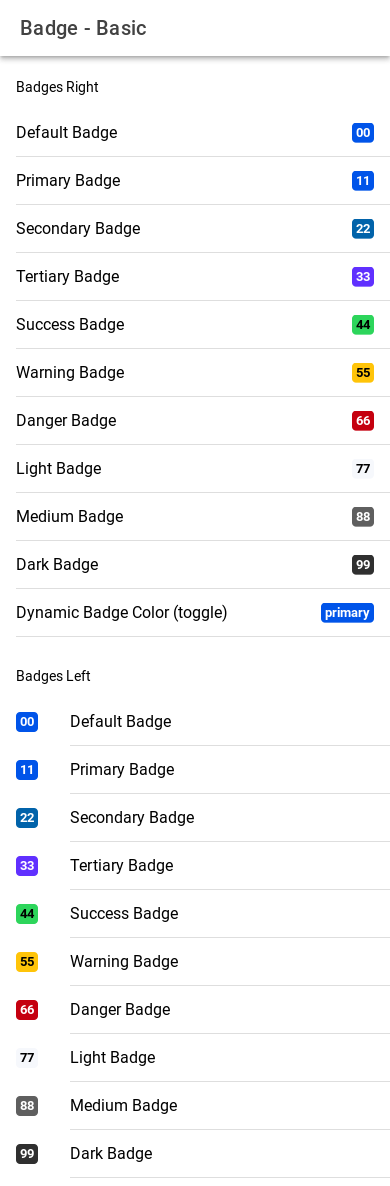 Badge - Basic
Badges Right
Default Badge 00
Primary Badge 11
Secondary Badge 22
Tertiary Badge 33
Success Badge 44
Warning Badge 55
Danger Badge 66
Light Badge 77
Medium Badge 88
Dark Badge 99
Dynamic Badge Color (toggle) primary
Badges Left
00 Default Badge
11 Primary Badge
22 Secondary Badge
33 Tertiary Badge
44 Success Badge
55 Warning Badge
66 Danger Badge
77 Light Badge
88 Medium Badge
99 Dark Badge